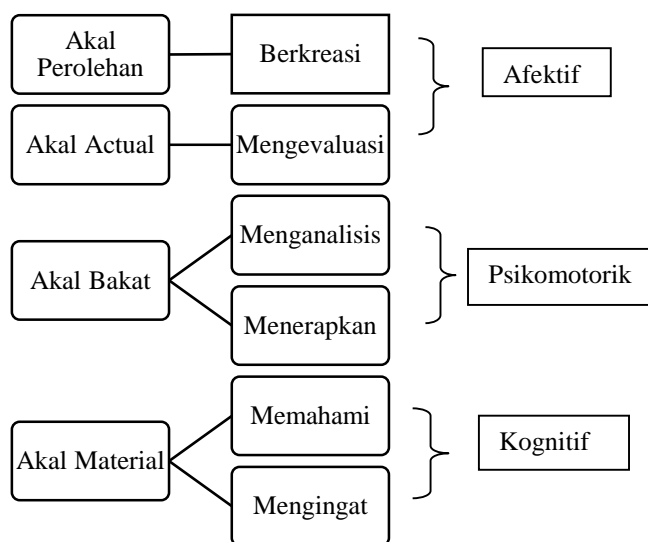 Akal
Perolehan
Berkreasi
Afektif
Akal Actual
Mengevaluasi
Akal Bakat
Menganalisis
Menerapkan
Psikomotorik
Akal Material
Memahami
Mengingat
Kognitif